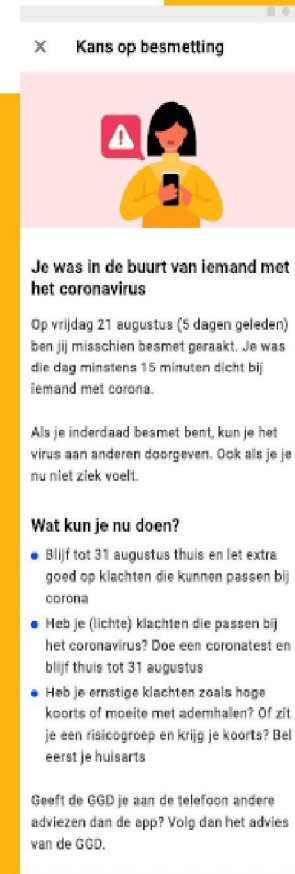 Kans op besmetting
Je was in de buurt van iemand met
het coronavirus
Op vrijdag 21 augustus (5 dagen geleden)
ben jij misschien besmet geraakt. Je was
die dag minstens 15 minuten dicht bij
iemand met corona.
Als je inderdaad besmet bent, kun je het
virus aan anderen doorgeven. Ook als je je
nu niet ziek voelt.
Wat kun je nu doen?
Blijf tot 31 augustus thuis en let extra
goed op klachten die kunnen passen bij
corona
Heb je (lichte) klachten die passen bij
het coronavirus? Doe een coronatest en
blijf thuis tot 31 augustus
Heb je ernstige klachten zoals hoge
koorts of moeite met ademhalen? Of zit
je een risicogroep en krijg je koorts? Bel
eerst je huisarts
Geeft de GGD je aan de telefoon andere
adviezen dan de app? Volg dan het advies
van de GGD.